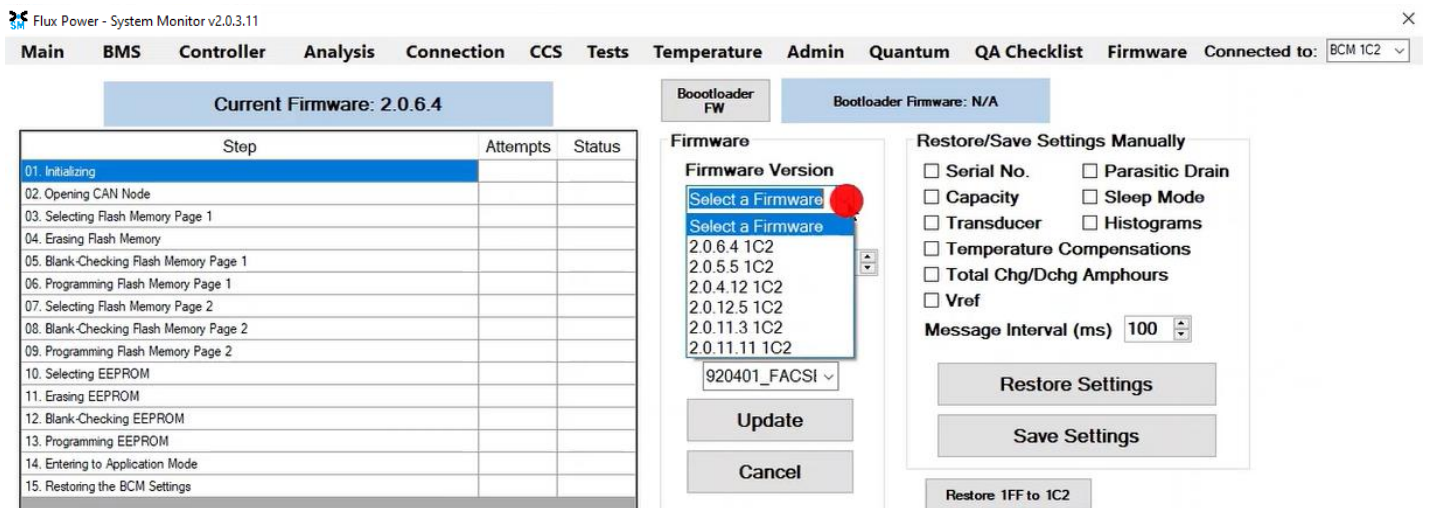 SM Flux Power - System Monitor v2.0.3.11
Main BMS Controller Analysis Connection CCS Tests Temperature Admin Quantum QA Checklist Firmware Connected to: BCM 1C2
Current Firmware: 2.0.6.4
Boootloader
FW
Bootloader Firmware: N/A
Step Attempts Status
01. Initializing
02. Opening CAN Node
03. Selecting Flash Memory Page 1
04. Erasing Flash Memory
05. Blank-Checking Flash Memory Page 1
06. Programming Flash Memory Page 1
07. Selecting Flash Memory Page 2
08. Blank-Checking Flash Memory Page 2
09. Programming Flash Memory Page 2
10. Selecting EEPROM
11. Erasing EEPROM
12. Blank-Checking EEPROM
13. Programming EEPROM
14. Entering to Application Mode
15. Restoring the BCM Settings
Firmware
Firmware Version
Select a Firmware
Select a Firmware
2.0.6.4 1C2
2.0.5.5 1C2
2.0.4.12 1C2
2.0.12.5 1C2
2.0.11.3 1C2
2.0.11.11 1C2
Update
Cancel
Restore/Save Settings Manually
Serial No. Parasitic Drain
Capacity Sleep Mode
Transducer Histograms
Temperature Compensations
Total Chg/Dchg Amphours
Vref
Message Interval (ms) 100
Restore Settings
Save Settings
Restore 1FF to 1C2